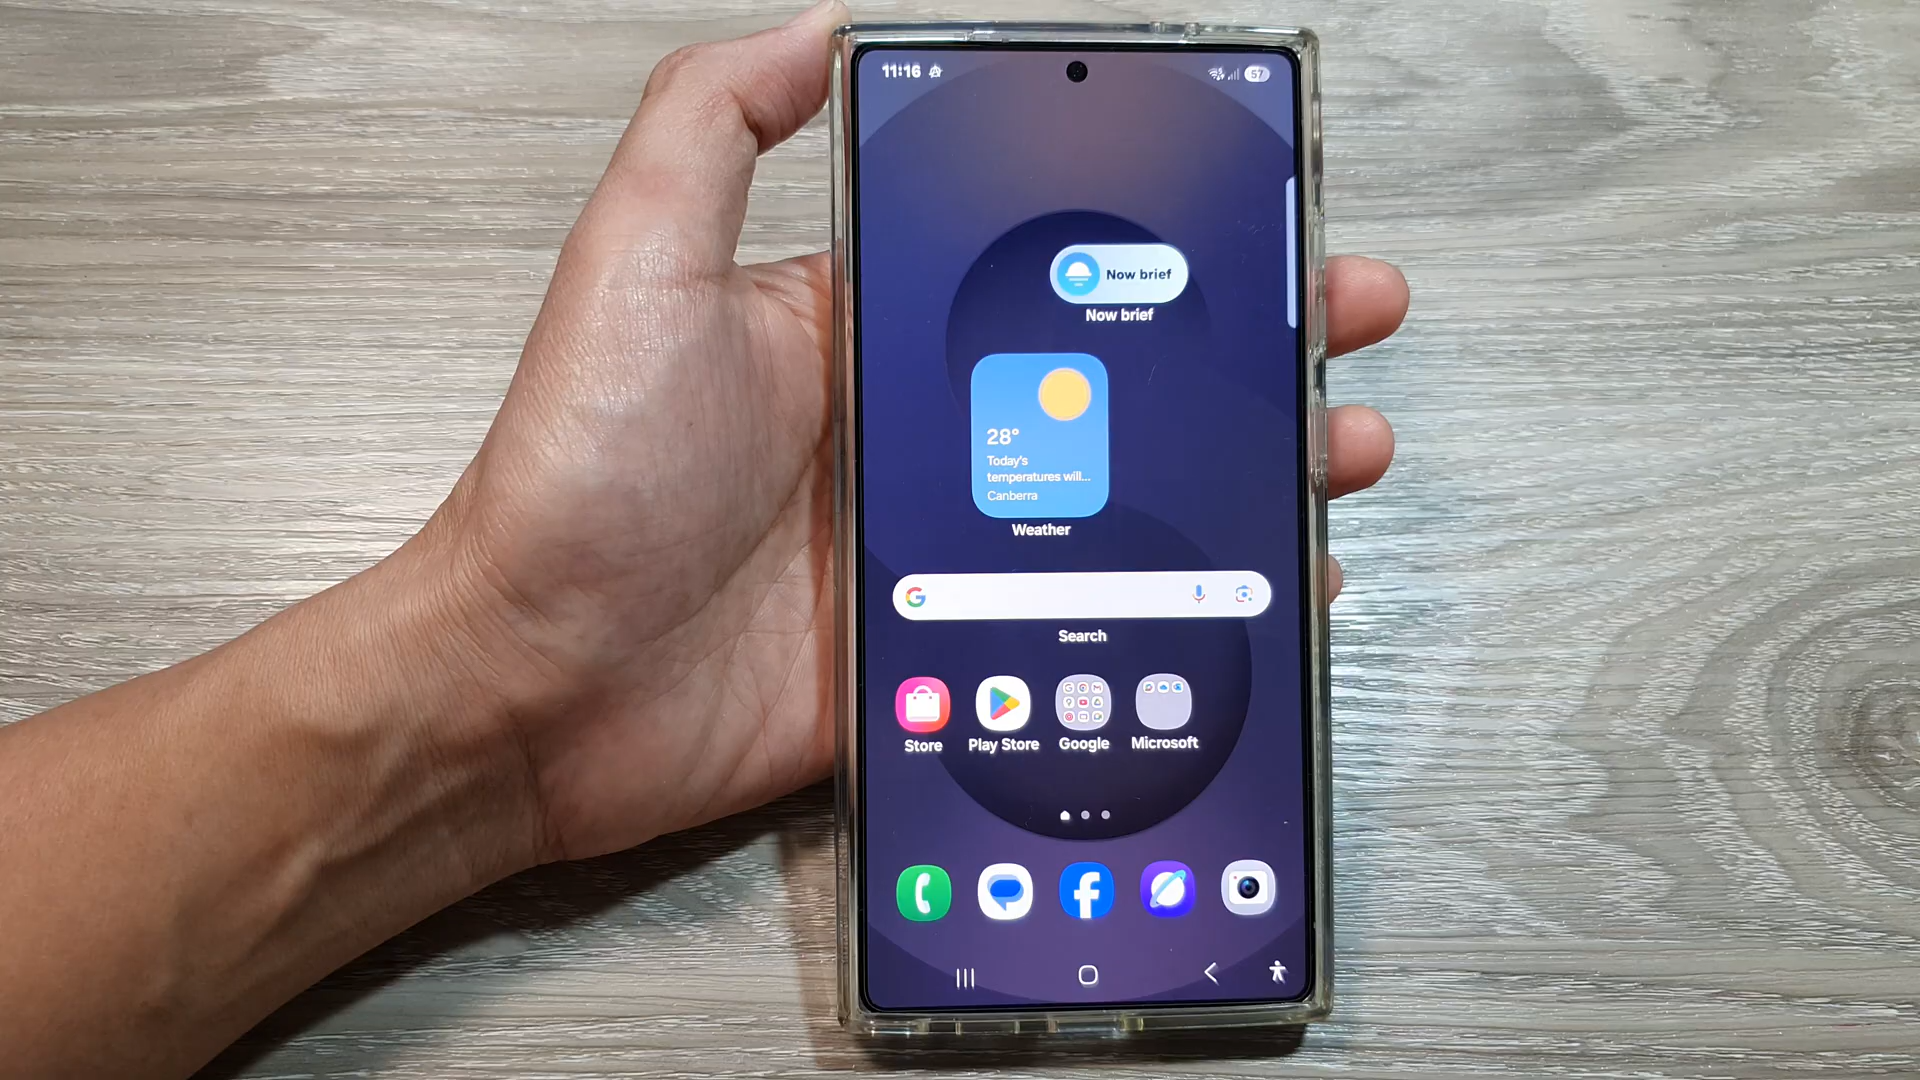 11:16
57
Now brief
Now brief
28°
Today's
temperatures will...
Canberra
Weather
G
Search
Store
Play Store
Google
Microsoft
f